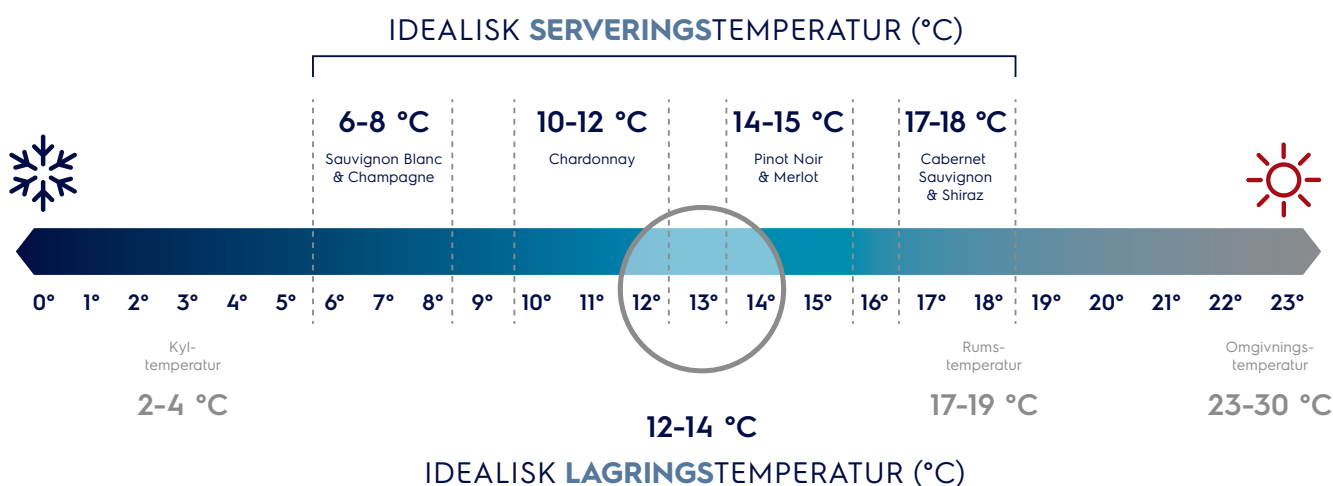 IDEALISK SERVERINGSTEMPERATUR (°C)
6-8 °C
Sauvignon Blanc
& Champagne
10-12 °C
Chardonnay
14-15 °C
Pinot Noir
& Merlot
17-18 °C
Cabernet
Sauvignon
& Shiraz
0° 1° 2° 3° 4° 5° 6° 7° 8° 9° 10° 11° 12° 13° 14° 15° 16° 17° 18° 19° 20° 21° 22° 23°
Kyl-
temperatur
2-4 °C
Rums-
temperatur
17-19 °C
Omgivnings-
temperatur
23-30 °C
12-14 °C
IDEALISK LAGRINGSTEMPERATUR (°C)